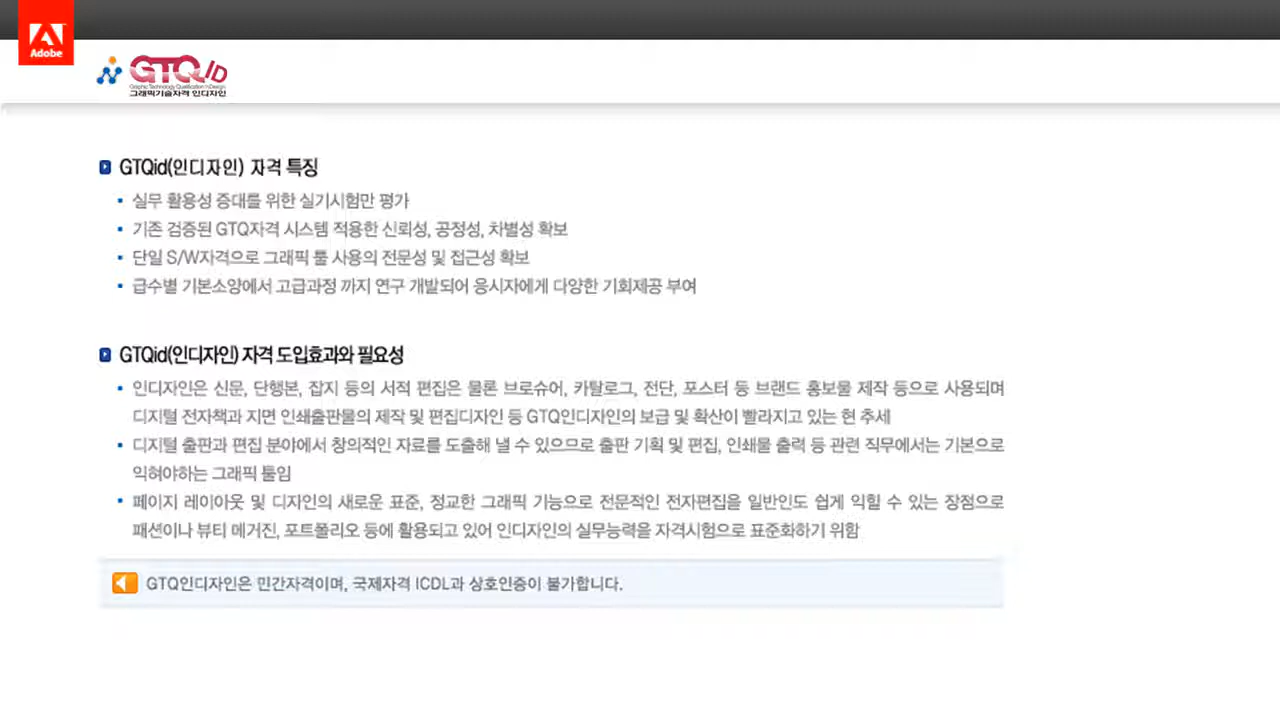 Adobe
GTQ ID
Graphic Technology Qualification InDesign
그래픽기술자격 인디자인
GTQid(인디자인) 자격 특징
실무 활용성 증대를 위한 실기시험만 평가
기존 검증된 GTQ자격 시스템 적용한 신뢰성, 공정성, 차별성 확보
단일 S/W자격으로 그래픽 툴 사용의 전문성 및 접근성 확보
급수별 기본소양에서 고급과정 까지 연구 개발되어 응시자에게 다양한 기회제공 부여
GTQid(인디자인) 자격 도입효과와 필요성
인디자인은 신문, 단행본, 잡지 등의 서적 편집은 물론 브로슈어, 카탈로그, 전단, 포스터 등 브랜드 홍보물 제작 등으로 사용되며
디지털 전자책과 지면 인쇄출판물의 제작 및 편집디자인 등 GTQ인디자인의 보급 및 확산이 빨라지고 있는 현 추세
디지털 출판과 편집 분야에서 창의적인 자료를 도출해 낼 수 있으므로 출판 기획 및 편집, 인쇄물 출력 등 관련 직무에서는 기본으로
익혀야하는 그래픽 툴임
페이지 레이아웃 및 디자인의 새로운 표준, 정교한 그래픽 기능으로 전문적인 전자편집을 일반인도 쉽게 익힐 수 있는 장점으로
패션이나 뷰티 메거진, 포트폴리오 등에 활용되고 있어 인디자인의 실무능력을 자격시험으로 표준화하기 위함
GTQ인디자인은 민간자격이며, 국제자격 ICDL과 상호인증이 불가합니다.